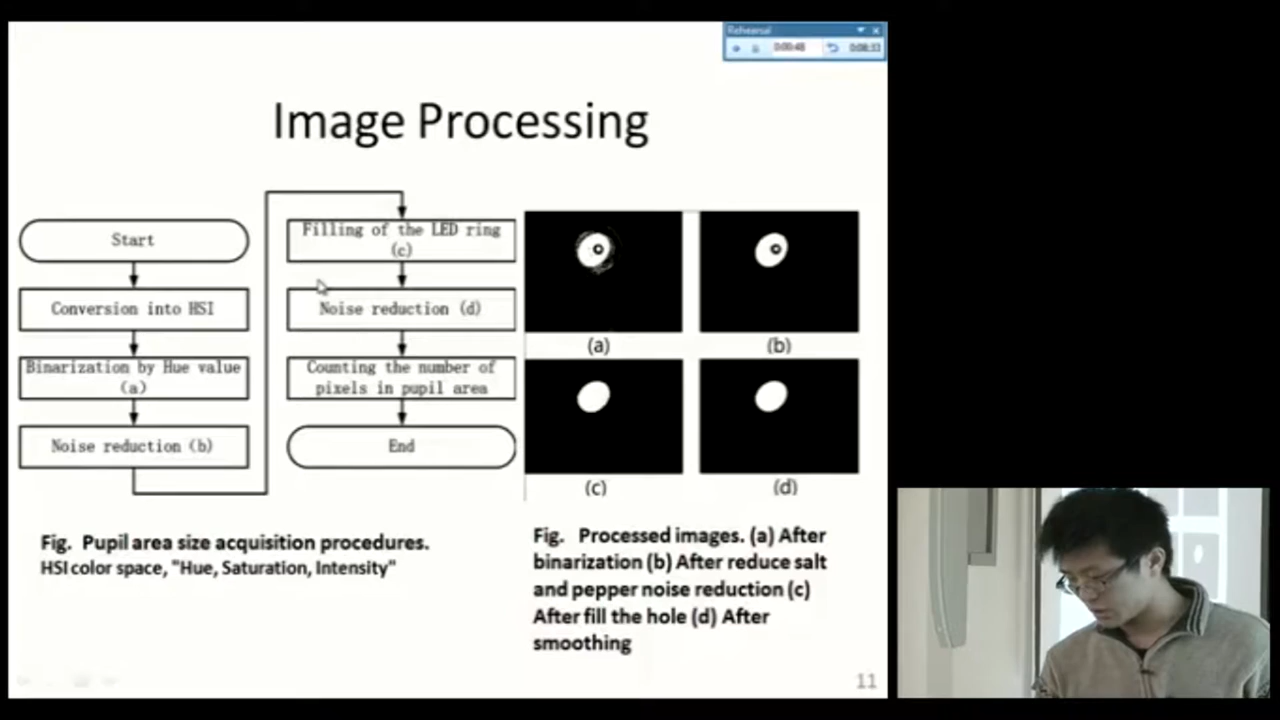 Rehearsal
0:00:48
0:08:33
Image Processing
Start
Conversion into HSI
Binarization by Hue value
(a)
Noise reduction (b)
Filling of the LED ring
(c)
Noise reduction (d)
Counting the number of
pixels in pupil area
End
(a)
(b)
(c)
(d)
Fig. Pupil area size acquisition procedures.
HSI color space, "Hue, Saturation, Intensity"
Fig. Processed images. (a) After
binarization (b) After reduce salt
and pepper noise reduction (c)
After fill the hole (d) After
smoothing
11